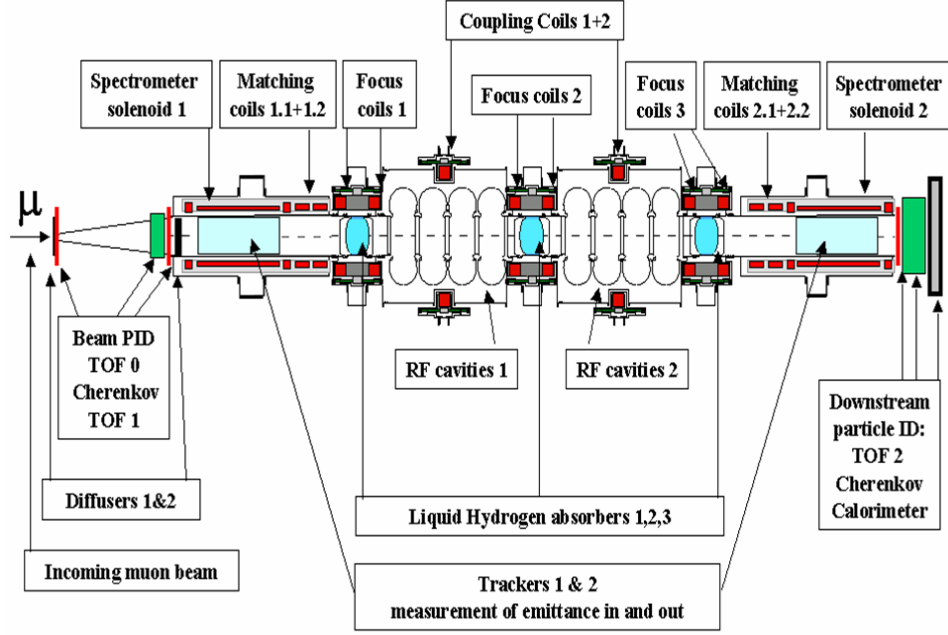 Coupling Coils 1+2
Spectrometer
solenoid 1
Matching
coils 1.1+1.2
Focus
coils 1
Focus coils 2
Focus
coils 3
Matching
coils 2.1+2.2
Spectrometer
solenoid 2
μ
Beam PID
TOF 0
Cherenkov
TOF 1
RF cavities 1
RF cavities 2
Downstream
particle ID:
TOF 2
Cherenkov
Calorimeter
Diffusers 1&2
Liquid Hydrogen absorbers 1,2,3
Incoming muon beam
Trackers 1 & 2
measurement of emittance in and out